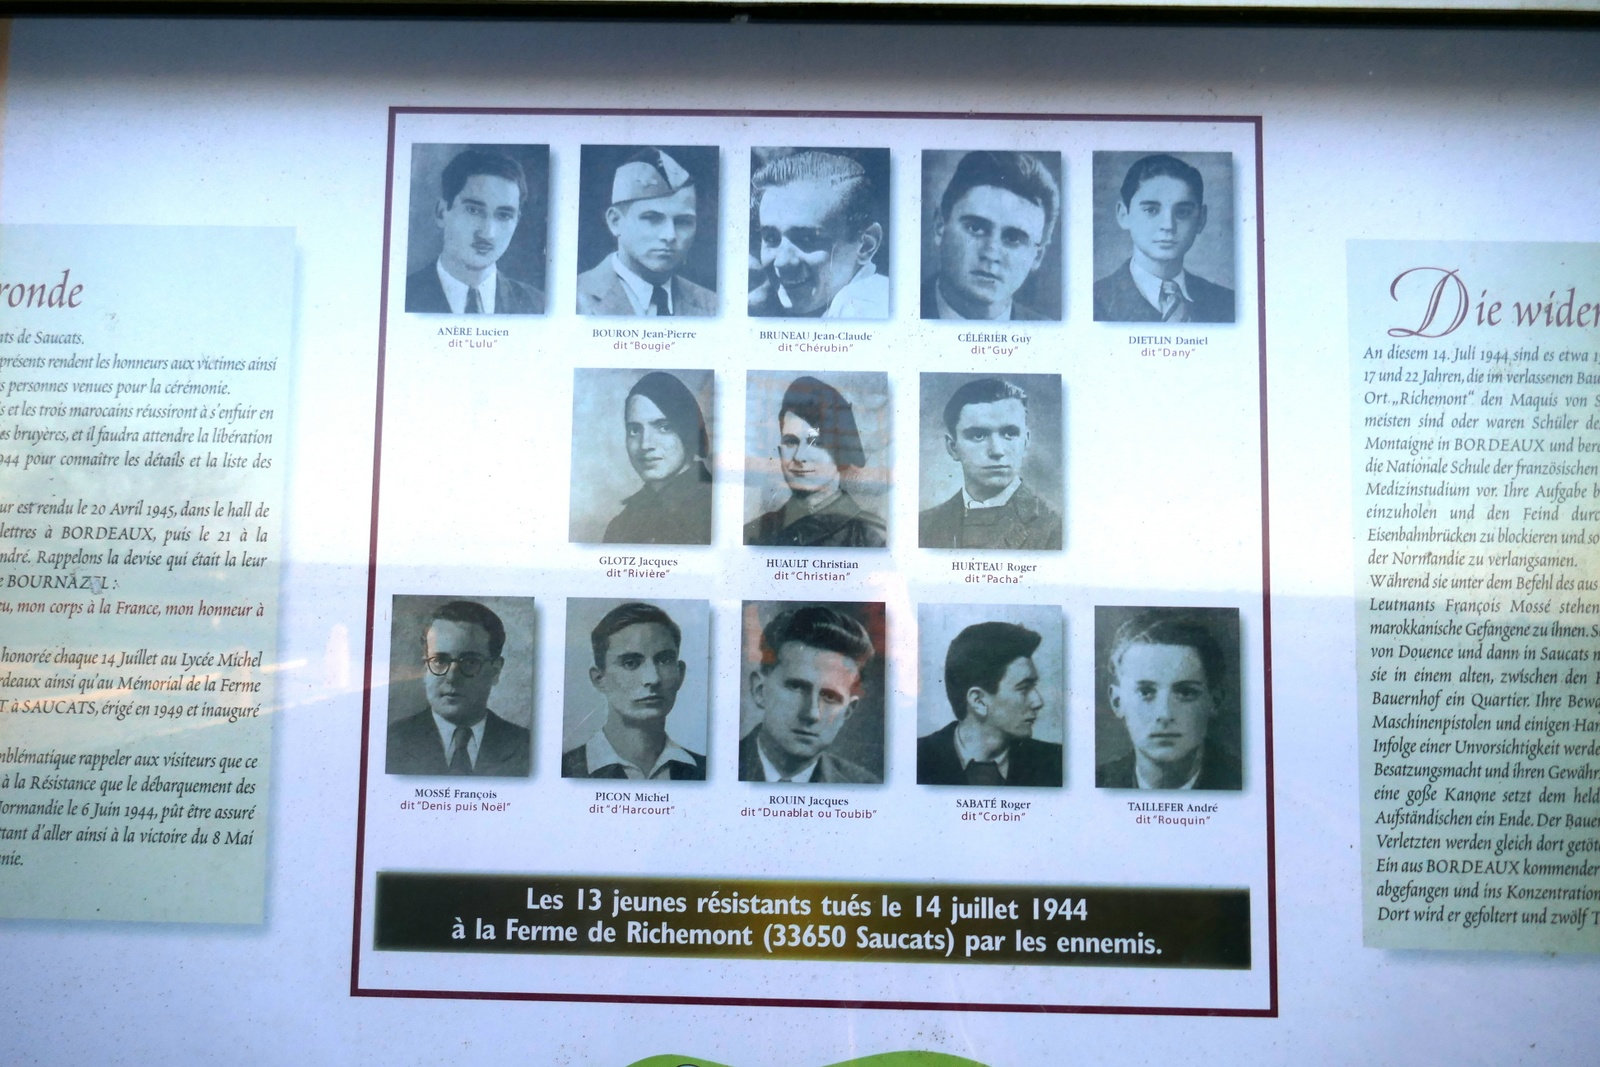 ronde
nts de Saucats.
présents rendent les honneurs aux victimes ainsi
s personnes venues pour la cérémonie.
s et les trois marocains réussiront à s'enfuir en
es bruyères, et il faudra attendre la libération
944 pour connaître les détails et la liste des
ur est rendu le 20 Avril 1945, dans le hall de
lettres à BORDEAUX, puis le 21 à la
ndré. Rappelons la devise qui était la leur
e BOURNAZEL :
eu, mon corps à la France, mon honneur à
honorée chaque 14 Juillet au Lycée Michel
rdeaux ainsi qu'au Mémorial de la Ferme
T à SAUCATS, érigé en 1949 et inauguré
mblématique rappeler aux visiteurs que ce
à la Résistance que le débarquement des
Normandie le 6 Juin 1944, pût être assuré
ttant d'aller ainsi à la victoire du 8 Mai
nie.
ANÈRE Lucien
dit "Lulu"
BOURON Jean-Pierre
dit "Bougie"
BRUNEAU Jean-Claude
dit "Chérubin"
CÉLÉRIER Guy
dit "Guy"
DIETLIN Daniel
dit "Dany"
GLOTZ Jacques
dit "Rivière"
HUAULT Christian
dit "Christian"
HURTEAU Roger
dit "Pacha"
MOSSÉ François
dit "Denis puis Noël"
PICON Michel
dit "d'Harcourt"
ROUIN Jacques
dit "Dunablat ou Toubib"
SABATÉ Roger
dit "Corbin"
TAILLEFER André
dit "Rouquin"
Les 13 jeunes résistants tués le 14 juillet 1944
à la Ferme de Richemont (33650 Saucats) par les ennemis.
Die wider
An diesem 14. Juli 1944 sind es etwa 1
17 und 22 Jahren, die im verlassenen Bau
Ort „Richemont" den Maquis von S
meisten sind oder waren Schüler de
Montaigne in BORDEAUX und bere
die Nationale Schule der französischen
Medizinstudium vor. Ihre Aufgabe b
einzuholen und den Feind durc
Eisenbahnbrücken zu blockieren und so
der Normandie zu verlangsamen.
Während sie unter dem Befehl des aus
Leutnants François Mossé stehen
marokkanische Gefangene zu ihnen. S
von Douence und dann in Saucats n
sie in einem alten, zwischen den
Bauernhof ein Quartier. Ihre Bewa
Maschinenpistolen und einigen Han
Infolge einer Unvorsichtigkeit werde
Besatzungsmacht und ihren Gewähr
eine goße Kanone setzt dem held
Aufständischen ein Ende. Der Bauer
Verletzten werden gleich dort getöt
Ein aus BORDEAUX kommender
abgefangen und ins Konzentration
Dort wird er gefoltert und zwölf T